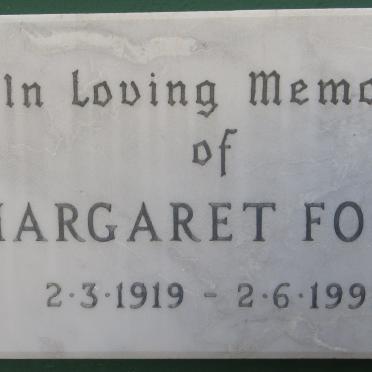 In Loving Memo
of
MARGARET FO
2·3·1919 - 2·6·199